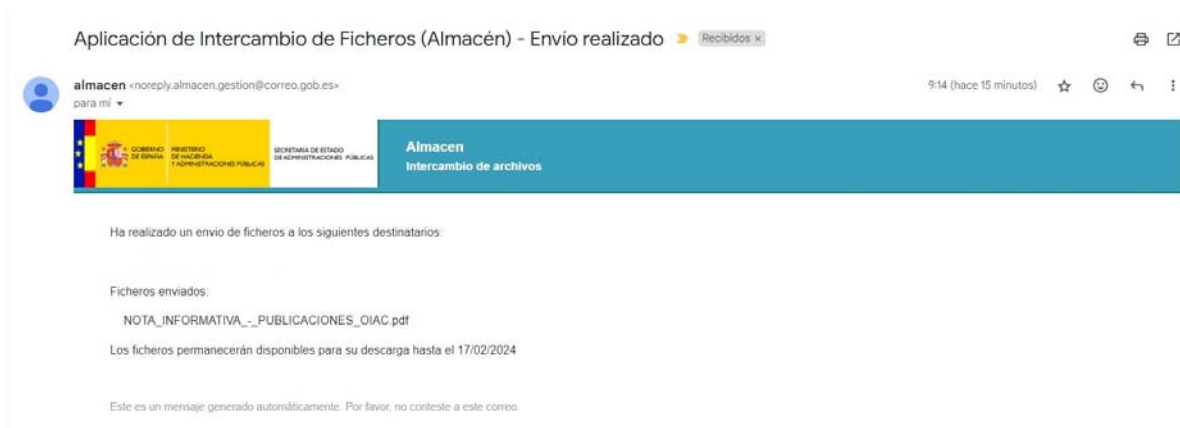 Aplicación de Intercambio de Ficheros (Almacén) - Envío realizado Recibidos x
almacen <noreply.almacen.gestion@correo.gob.es>
9:14 (hace 15 minutos)
para mí
GOBIERNO DE ESPAÑA
MINISTERIO DE HACIENDA Y ADMINISTRACIONES PÚBLICAS
SECRETARÍA DE ESTADO DE ADMINISTRACIONES PÚBLICAS
Almacen
Intercambio de archivos
Ha realizado un envio de ficheros a los siguientes destinatarios:
Ficheros enviados:
NOTA_INFORMATIVA_-_PUBLICACIONES_OIAC.pdf
Los ficheros permanecerán disponibles para su descarga hasta el 17/02/2024
Este es un mensaje generado automáticamente. Por favor, no conteste a este correo.